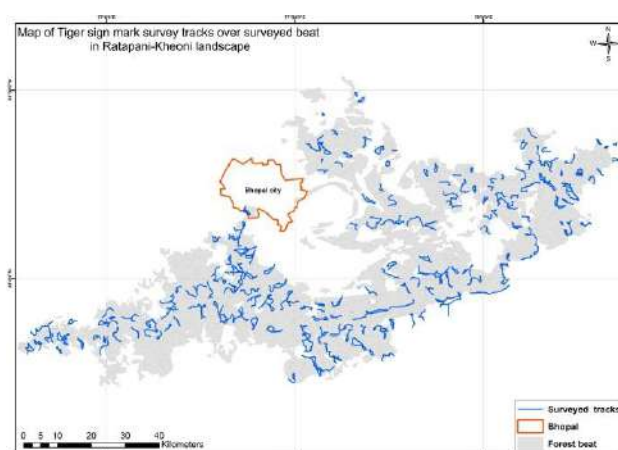 Map of Tiger sign mark survey tracks over surveyed beat
in Ratapani-Kheoni landscape
N
S
Bhopal city
Surveyed tracks
Bhopal
Forest beat
0 5 10 20 30 40
Kilometers